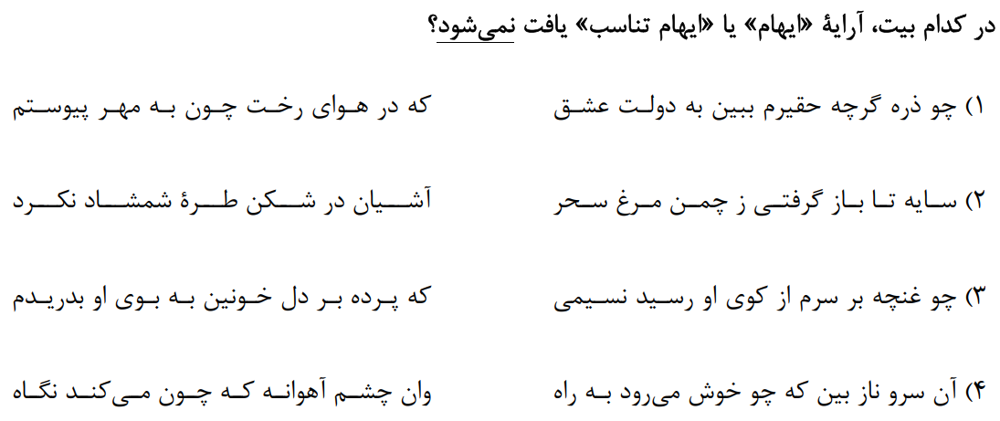 در کدام بیت، آرایهٔ «ایهام» یا «ایهام تناسب» یافت نمی‌شود؟
۱) چو ذره گرچه حقیرم ببین به دولت عشق که در هوای رخت چون به مهر پیوستم
۲) سایه تا باز گرفتی ز چمن مرغ سحر آشیان در شکن طرهٔ شمشاد نکرد
۳) چو غنچه بر سرم از کوی او رسید نسیمی که پرده بر دل خونین به بوی او بدریدم
۴) آن سرو ناز بین که چو خوش می‌رود به راه وان چشم آهوانه که چون می‌کند نگاه